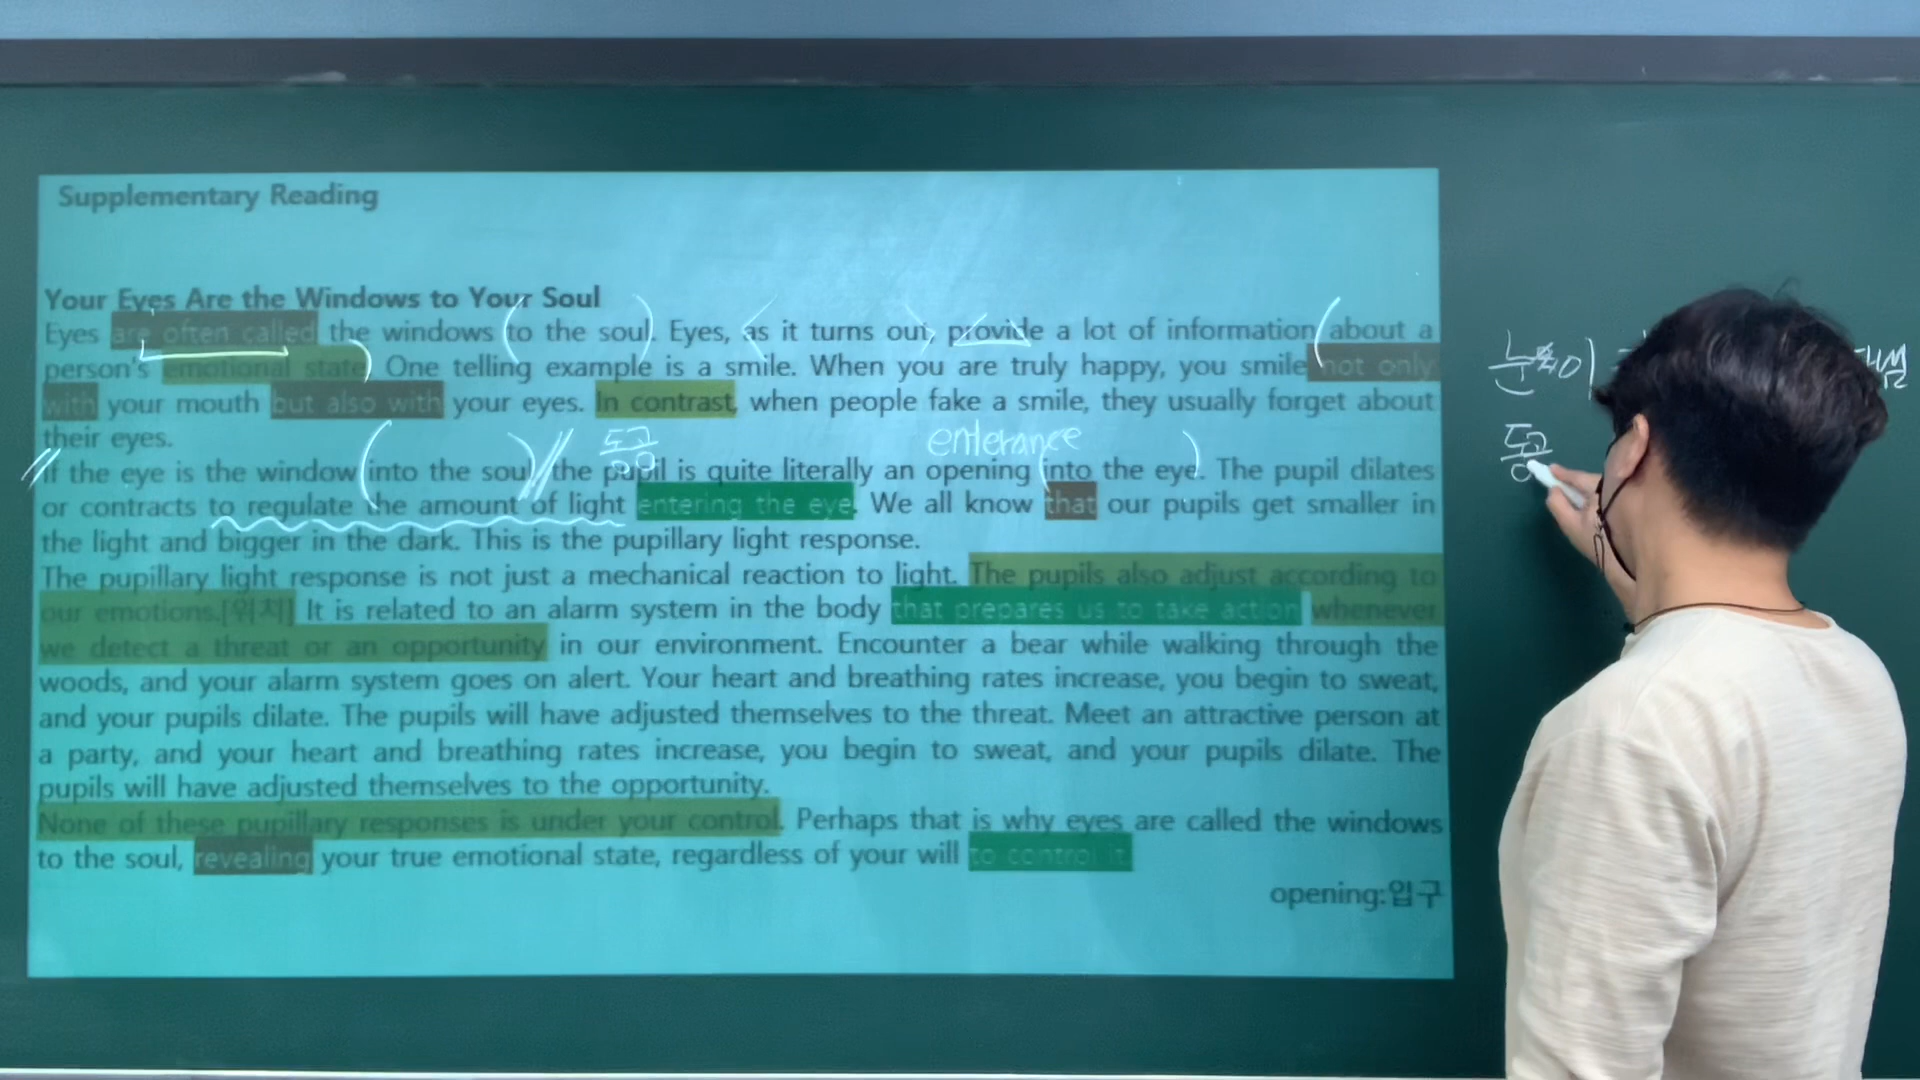 Supplementary Reading
Your Eyes Are the Windows to Your Soul
Eyes are often called the windows to the soul. Eyes, as it turns out, provide a lot of information about a
person's emotional state. One telling example is a smile. When you are truly happy, you smile not only
with your mouth but also with your eyes. In contrast, when people fake a smile, they usually forget about
their eyes.
동공 enterance
If the eye is the window into the soul, the pupil is quite literally an opening into the eye. The pupil dilates
or contracts to regulate the amount of light entering the eye. We all know that our pupils get smaller in
the light and bigger in the dark. This is the pupillary light response.
The pupillary light response is not just a mechanical reaction to light. The pupils also adjust according to
our emotions.[위치] It is related to an alarm system in the body that prepares us to take action whenever
we detect a threat or an opportunity in our environment. Encounter a bear while walking through the
woods, and your alarm system goes on alert. Your heart and breathing rates increase, you begin to sweat,
and your pupils dilate. The pupils will have adjusted themselves to the threat. Meet an attractive person at
a party, and your heart and breathing rates increase, you begin to sweat, and your pupils dilate. The
pupils will have adjusted themselves to the opportunity.
None of these pupillary responses is under your control. Perhaps that is why eyes are called the windows
to the soul, revealing your true emotional state, regardless of your will to control it.
opening:입구
동공